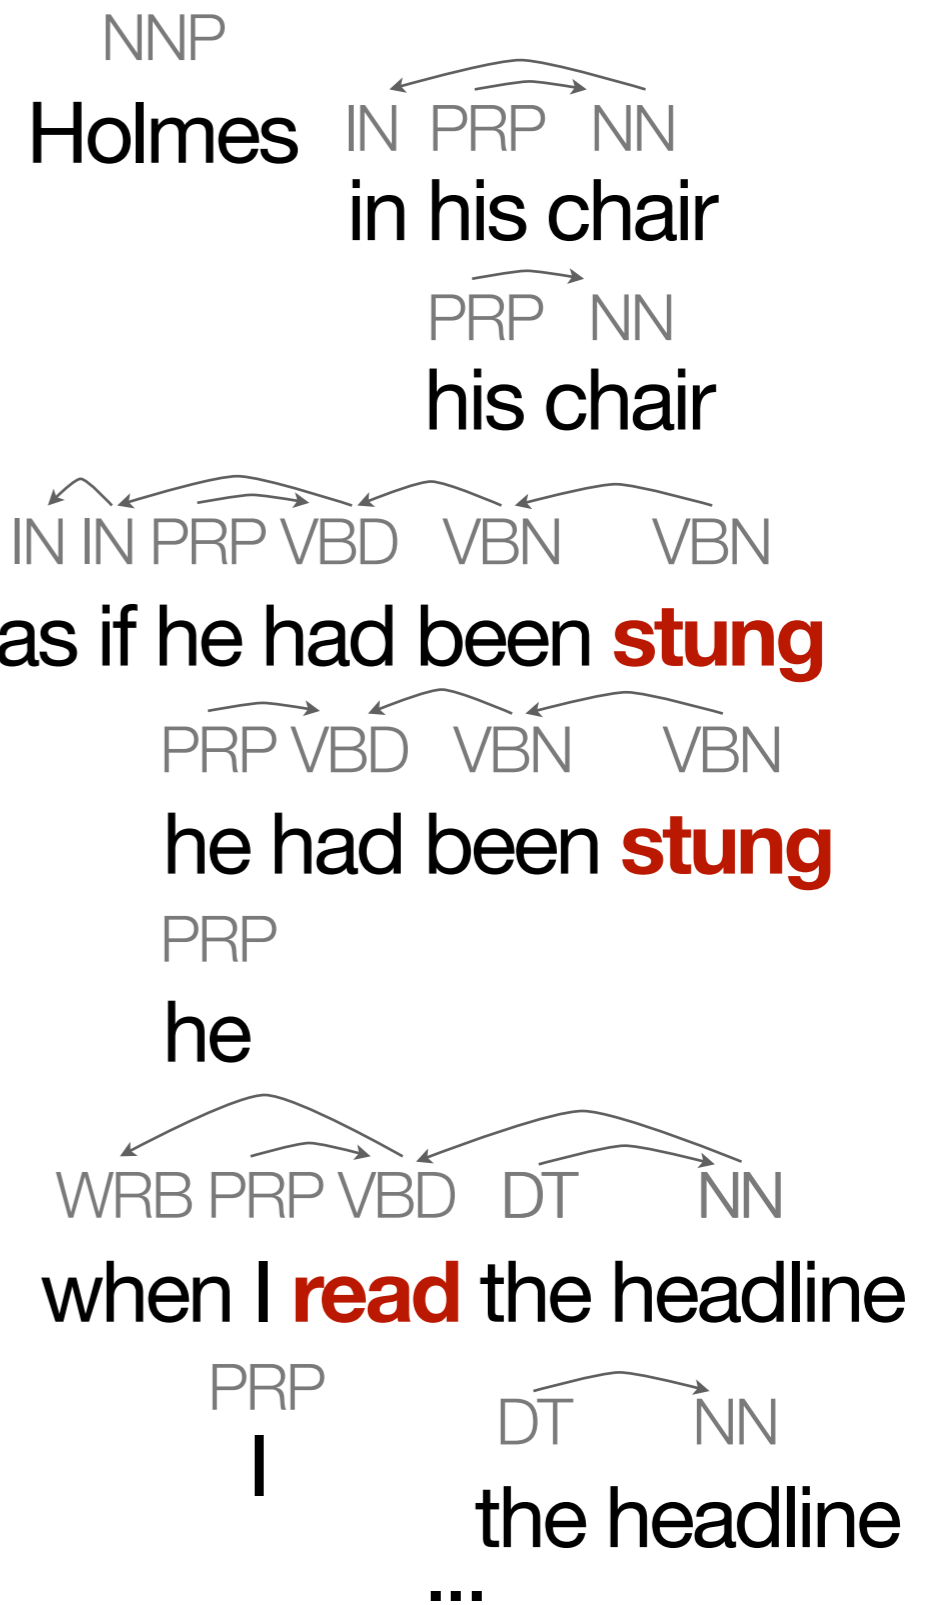 NNP
Holmes
IN PRP NN
in his chair
PRP NN
his chair
IN IN PRP VBD VBN VBN
as if he had been stung
PRP VBD VBN VBN
he had been stung
PRP
he
WRB PRP VBD DT NN
when I read the headline
PRP
I
DT NN
the headline
...